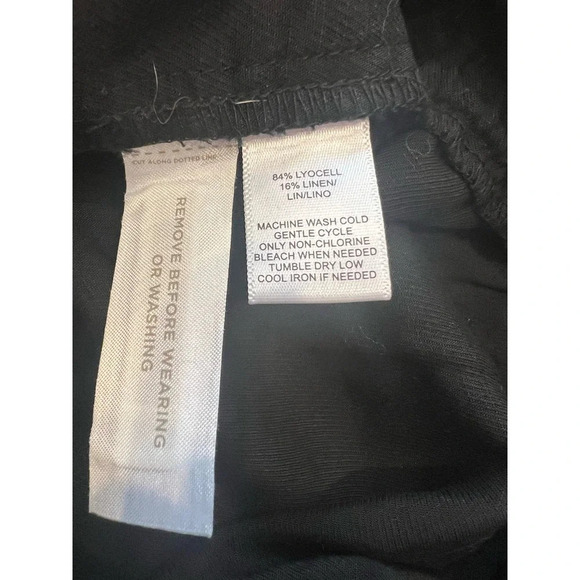 CUT ALONG DOTTED LINE
REMOVE BEFORE WEARING
OR WASHING
84% LYOCELL
16% LINEN/
LIN/LINO
MACHINE WASH COLD
GENTLE CYCLE
ONLY NON-CHLORINE
BLEACH WHEN NEEDED
TUMBLE DRY LOW
COOL IRON IF NEEDED